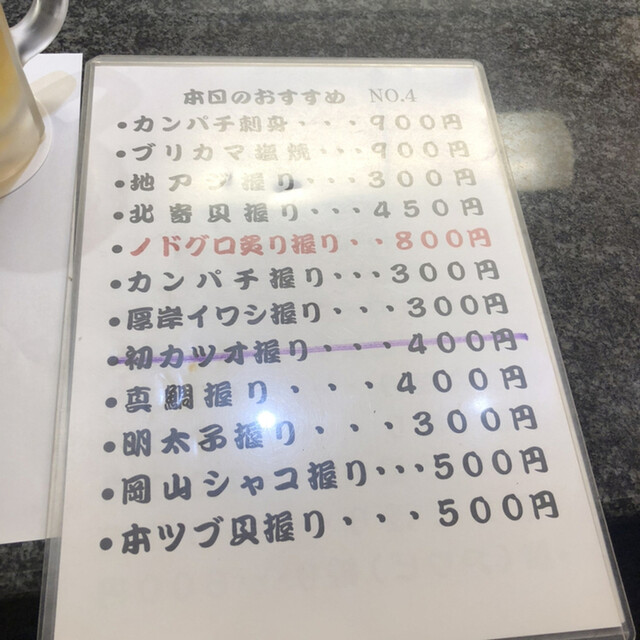 本日のおすすめ NO.4
●カンパチ刺身・・・900円
●ブリカマ塩焼・・・900円
●地アジ握り・・・300円
●北寄貝握り・・・450円
●ノドグロ炙り握り・・800円
●カンパチ握り・・・300円
●厚岸イワシ握り・・・300円
●初カツオ握り・・・400円
●真鯛握り・・・400円
●明太子握り・・・300円
●岡山シャコ握り・・・500円
●本ツブ貝握り・・・500円